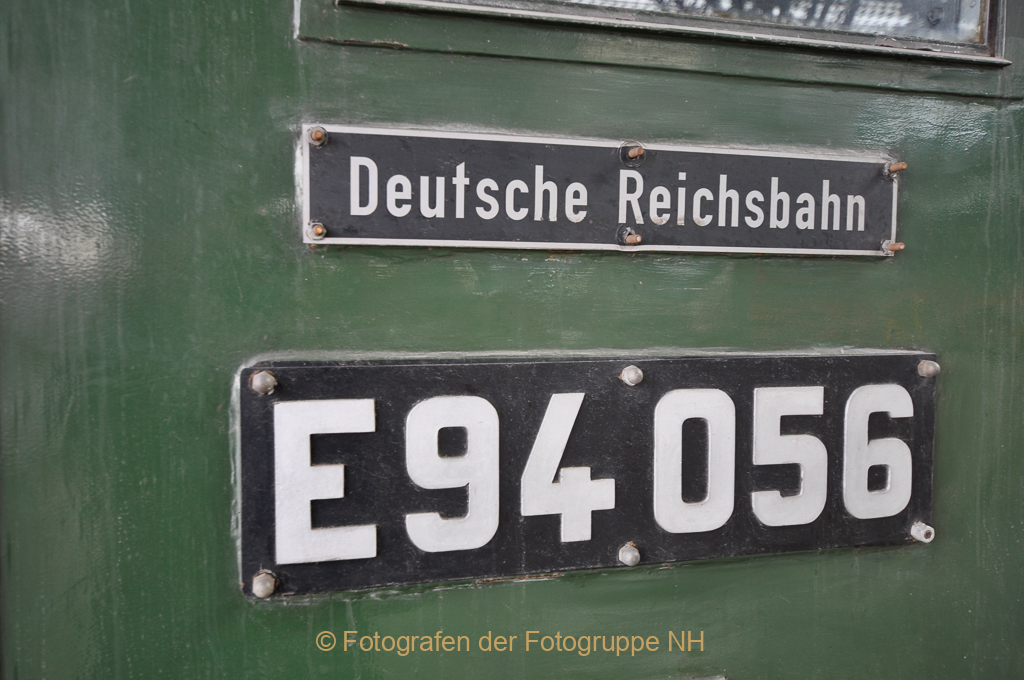 Deutsche Reichsbahn
E94 056
© Fotografen der Fotogruppe NH